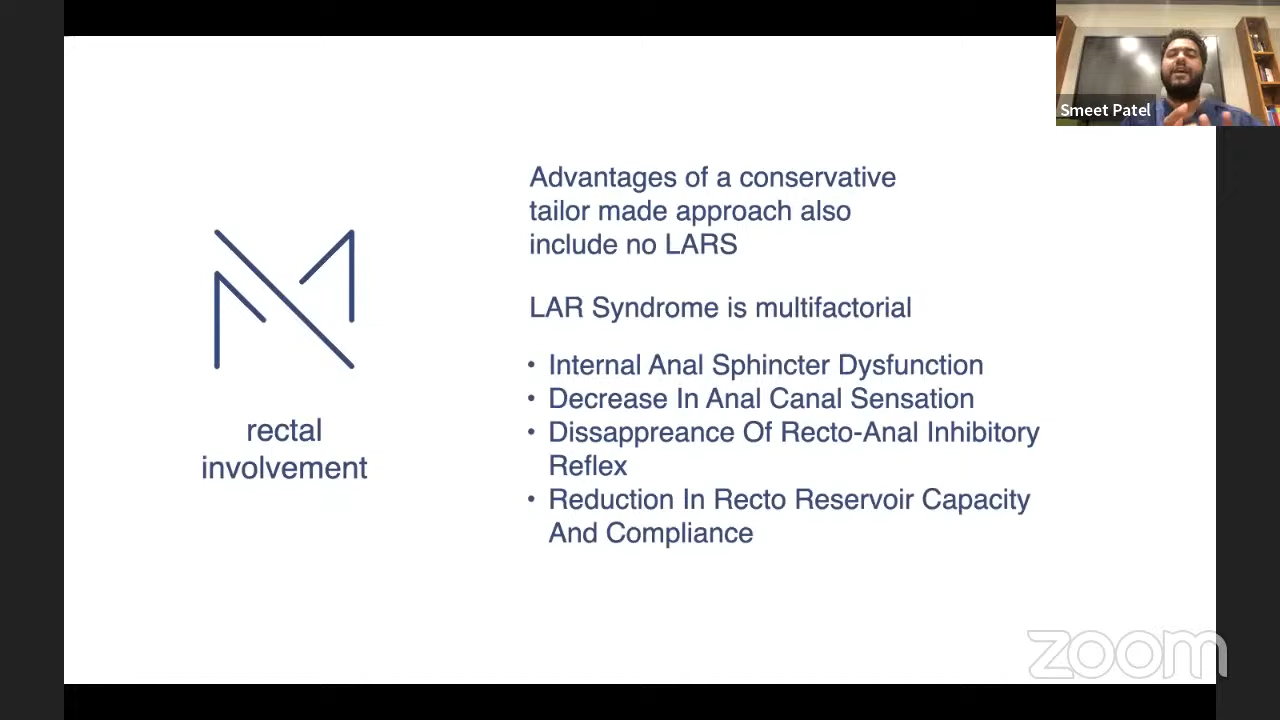 Smeet Patel
Advantages of a conservative
tailor made approach also
include no LARS
LAR Syndrome is multifactorial
• Internal Anal Sphincter Dysfunction
• Decrease In Anal Canal Sensation
• Dissappreance Of Recto-Anal Inhibitory
Reflex
• Reduction In Recto Reservoir Capacity
And Compliance
rectal
involvement
zoom